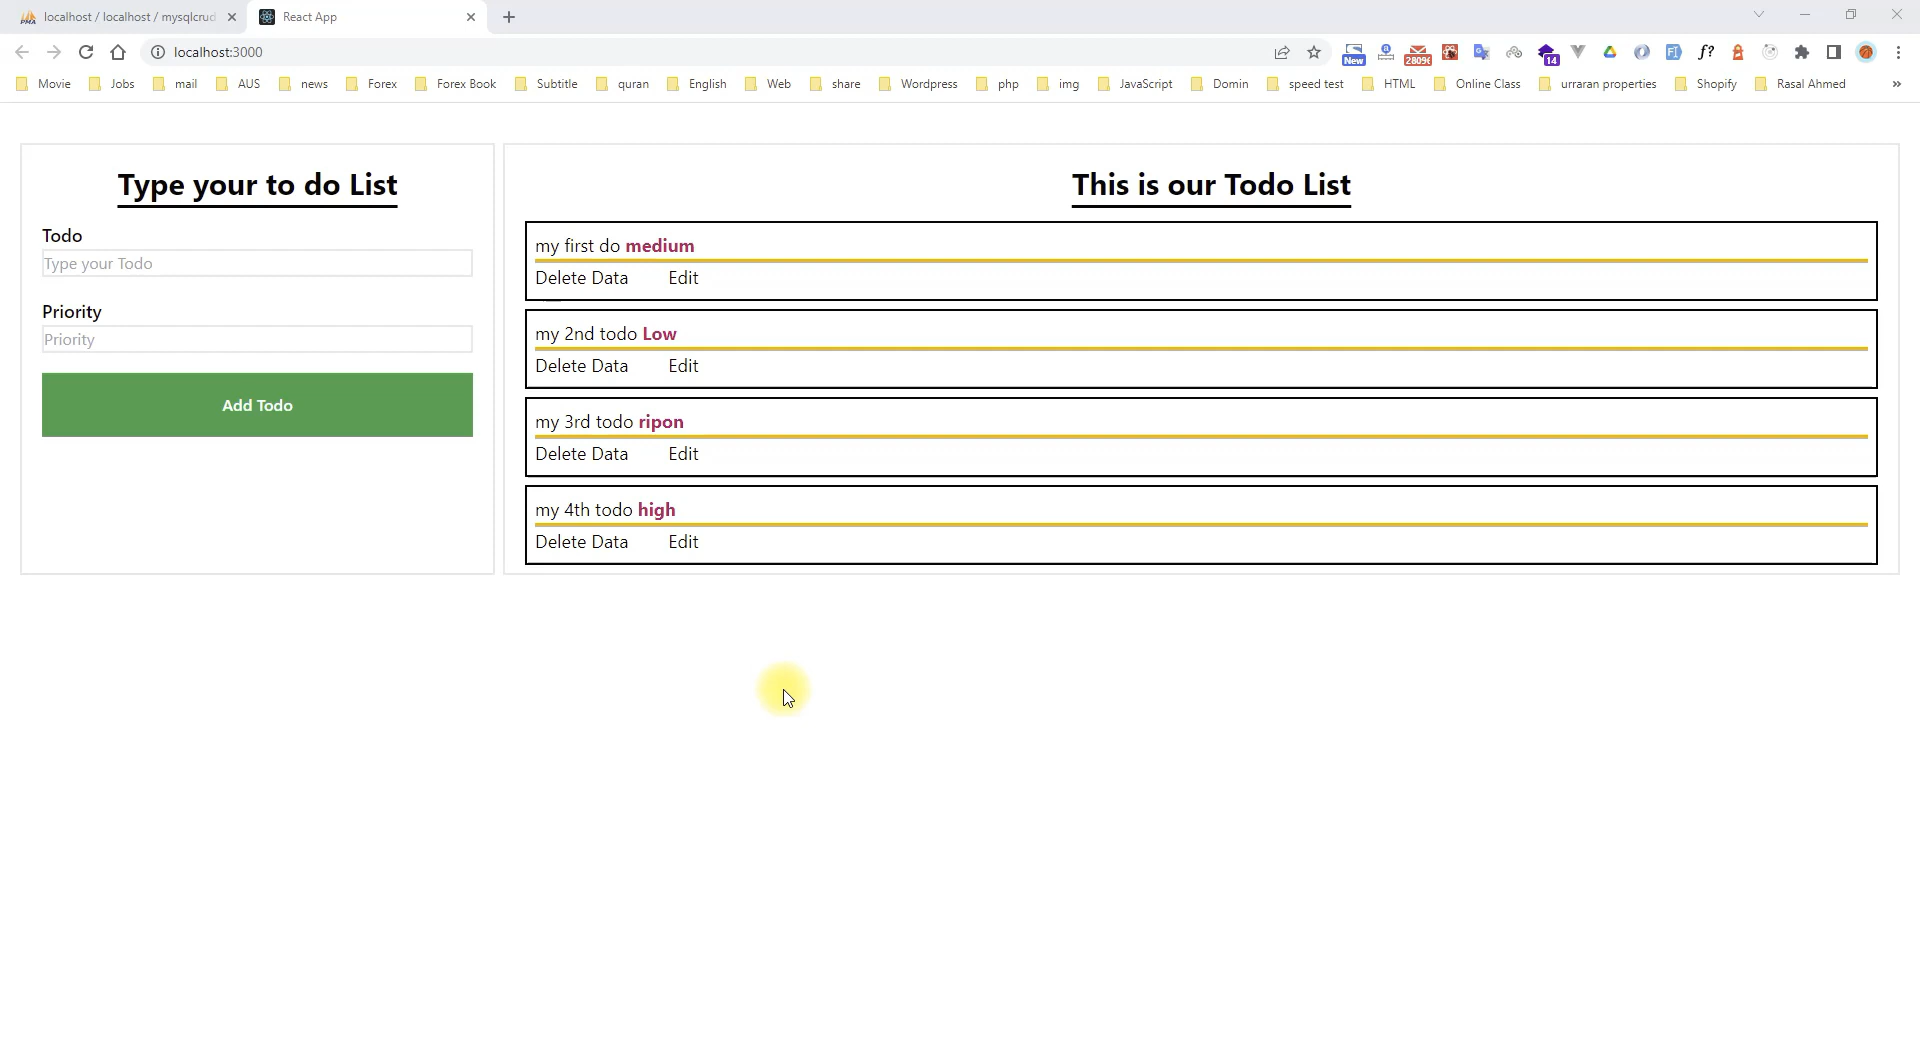 localhost / localhost / mysqlcrud
React App
localhost:3000
New
14
Movie
Jobs
mail
AUS
news
Forex
Forex Book
Subtitle
quran
English
Web
share
Wordpress
php
img
JavaScript
Domin
speed test
HTML
Online Class
urraran properties
Shopify
Rasal Ahmed
»
Type your to do List
Todo
Type your Todo
Priority
Priority
Add Todo
This is our Todo List
my first do medium
Delete Data Edit
my 2nd todo Low
Delete Data Edit
my 3rd todo ripon
Delete Data Edit
my 4th todo high
Delete Data Edit